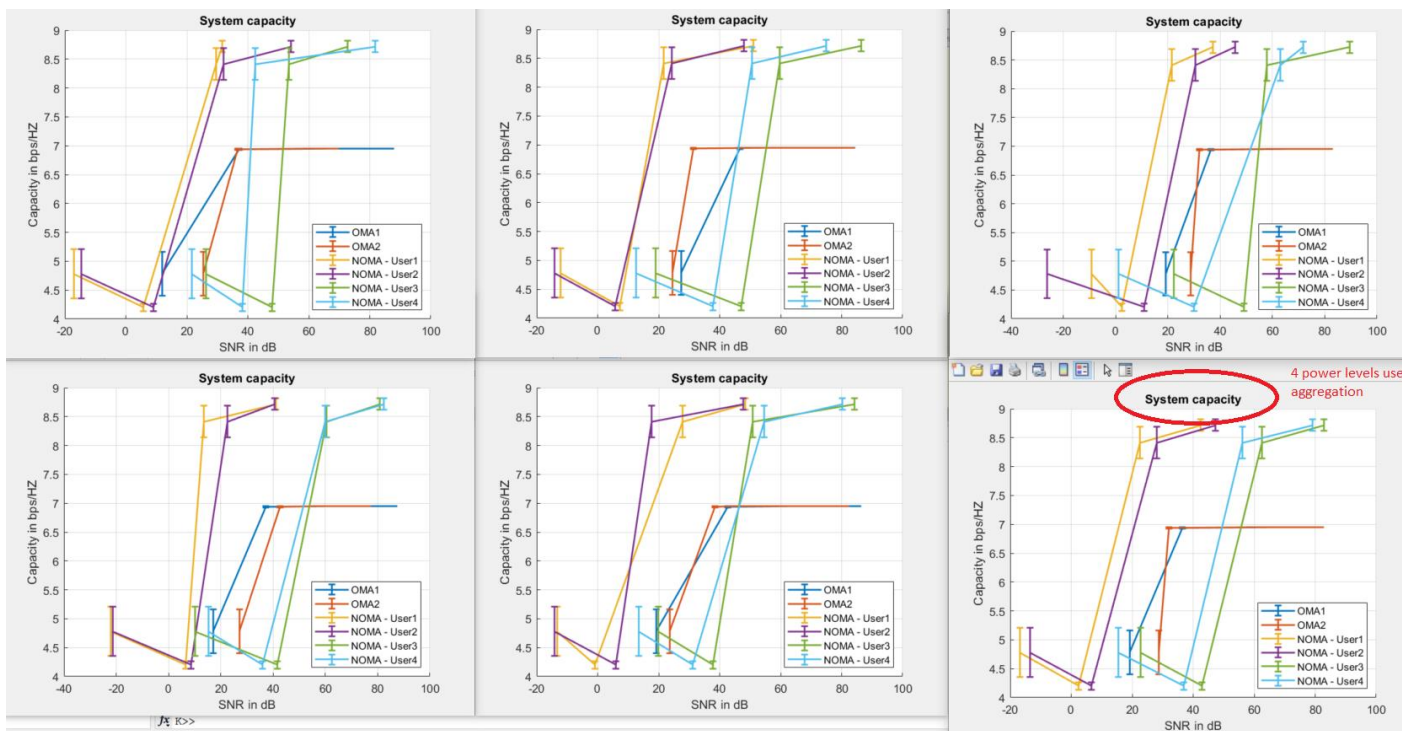 System capacity
Capacity in bps/HZ
9
8.5
8
7.5
7
6.5
6
5.5
5
4.5
4
OMA1
OMA2
NOMA - User1
NOMA - User2
NOMA - User3
NOMA - User4
-20 0 20 40 60 80 100
SNR in dB
System capacity
Capacity in bps/HZ
9
8.5
8
7.5
7
6.5
6
5.5
5
4.5
4
OMA1
OMA2
NOMA - User1
NOMA - User2
NOMA - User3
NOMA - User4
-20 0 20 40 60 80 100
SNR in dB
System capacity
Capacity in bps/HZ
9
8.5
8
7.5
7
6.5
6
5.5
5
4.5
4
OMA1
OMA2
NOMA - User1
NOMA - User2
NOMA - User3
NOMA - User4
-40 -20 0 20 40 60 80 100
SNR in dB
System capacity
Capacity in bps/HZ
9
8.5
8
7.5
7
6.5
6
5.5
5
4.5
4
OMA1
OMA2
NOMA - User1
NOMA - User2
NOMA - User3
NOMA - User4
-40 -20 0 20 40 60 80 100
SNR in dB
System capacity
Capacity in bps/HZ
9
8.5
8
7.5
7
6.5
6
5.5
5
4.5
4
OMA1
OMA2
NOMA - User1
NOMA - User2
NOMA - User3
NOMA - User4
-20 0 20 40 60 80 100
SNR in dB
4 power levels use
aggregation
System capacity
Capacity in bps/HZ
9
8.5
8
7.5
7
6.5
6
5.5
5
4.5
4
OMA1
OMA2
NOMA - User1
NOMA - User2
NOMA - User3
NOMA - User4
-20 0 20 40 60 80 100
SNR in dB
fx K>>